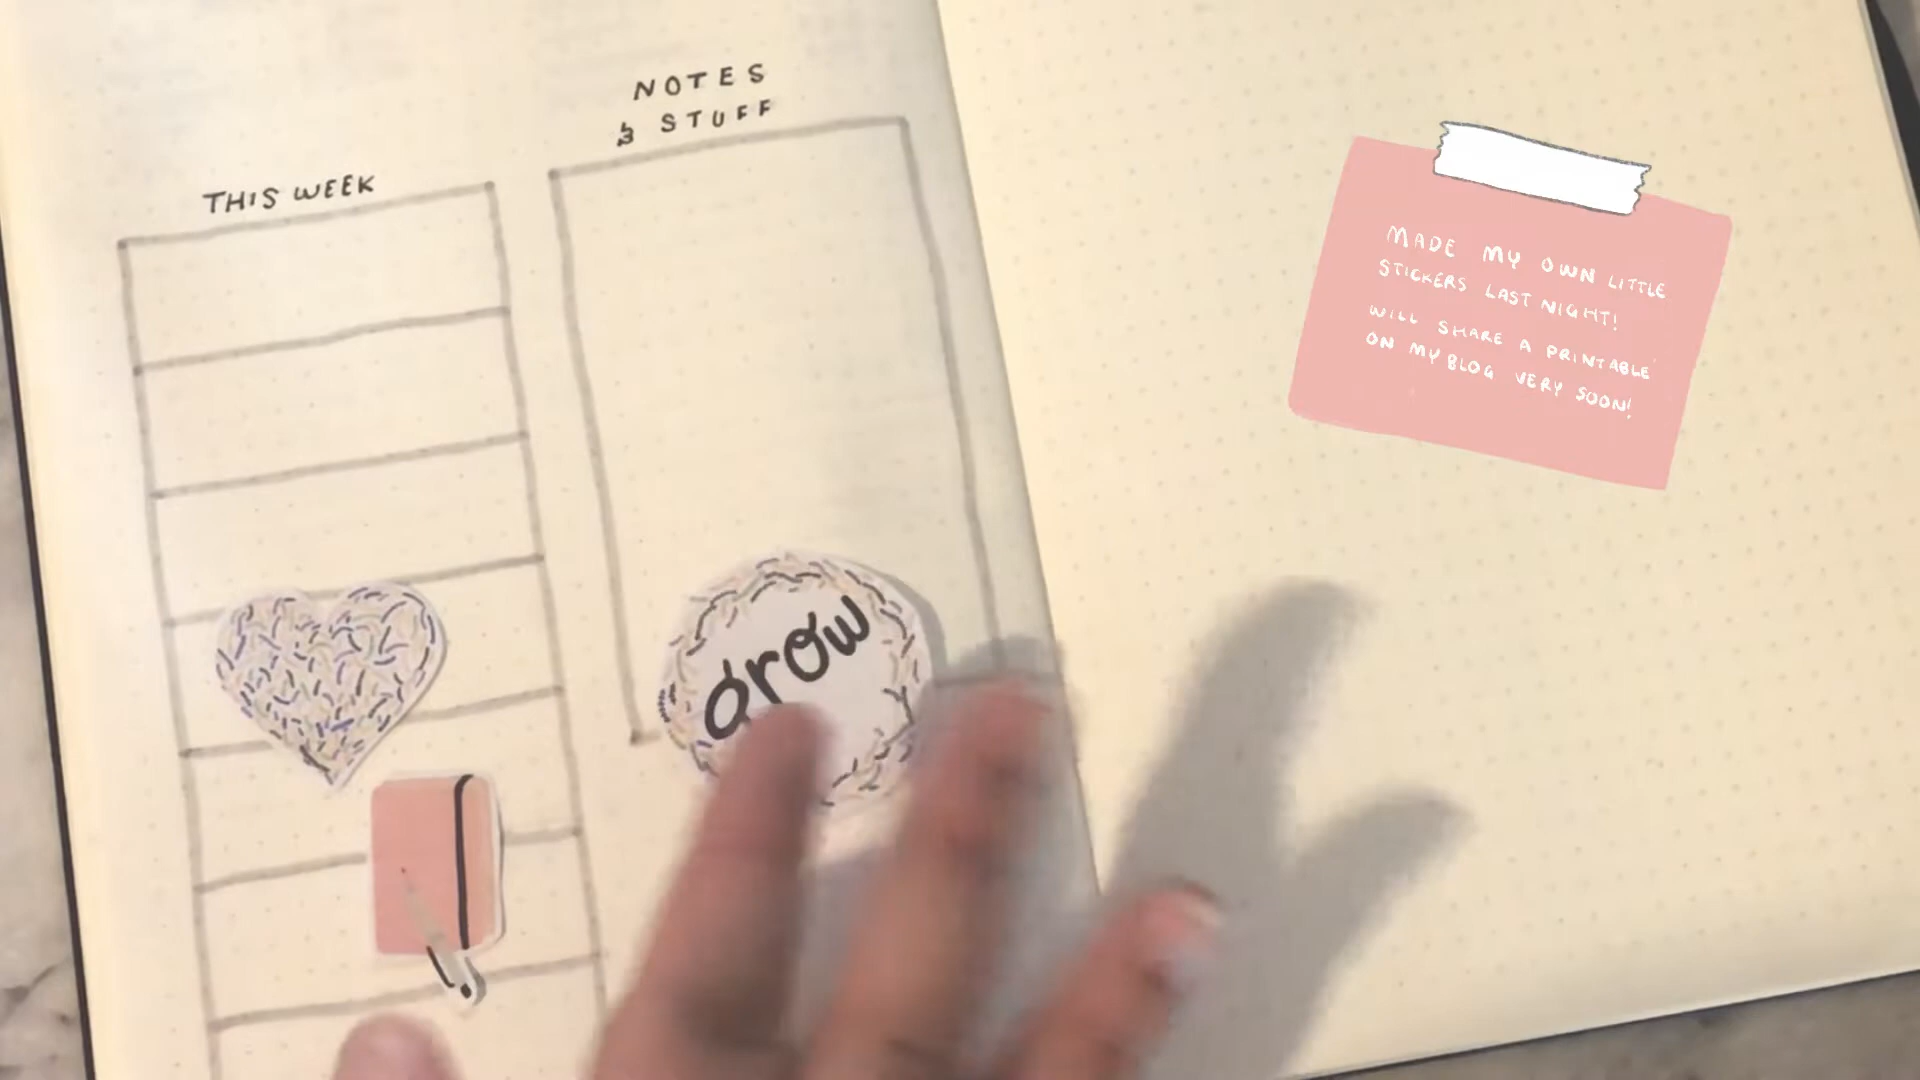 THIS WEEK
NOTES
& STUFF
grow
MADE MY OWN LITTLE
STICKERS LAST NIGHT!
WILL SHARE A PRINTABLE
ON MY BLOG VERY SOON!